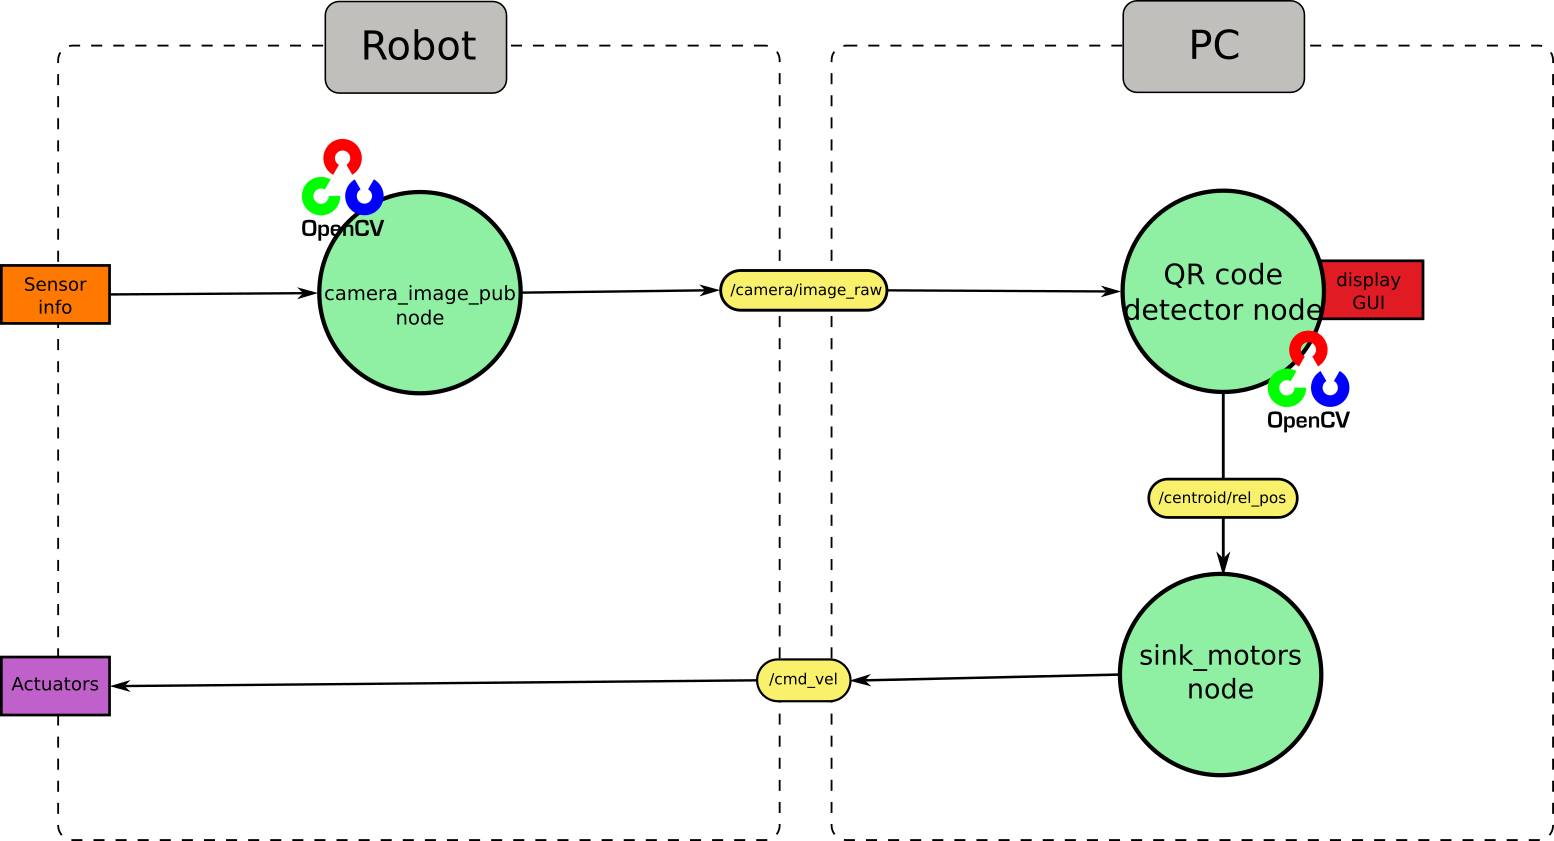 Robot
PC
OpenCV
Sensor
info
camera_image_pub
node
/camera/image_raw
QR code
detector node
display
GUI
OpenCV
/centroid/rel_pos
Actuators
/cmd_vel
sink_motors
node